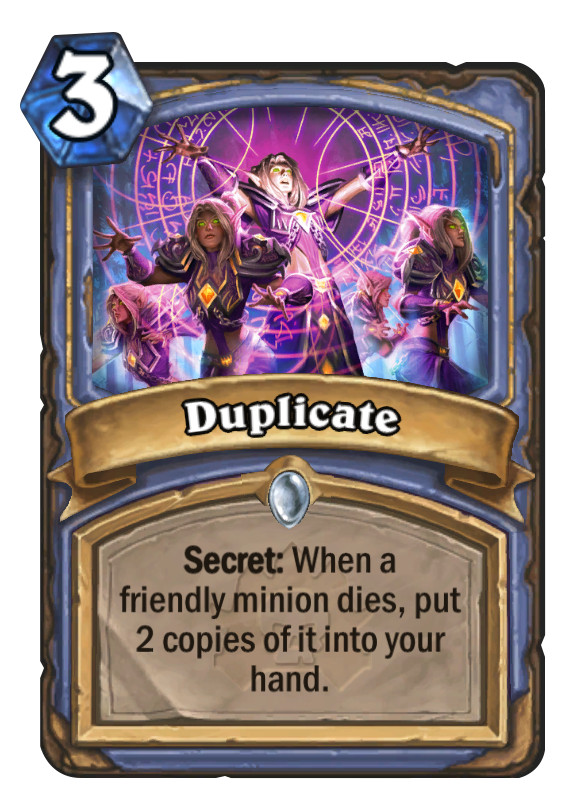 3
Duplicate
Secret: When a
friendly minion dies, put
2 copies of it into your
hand.